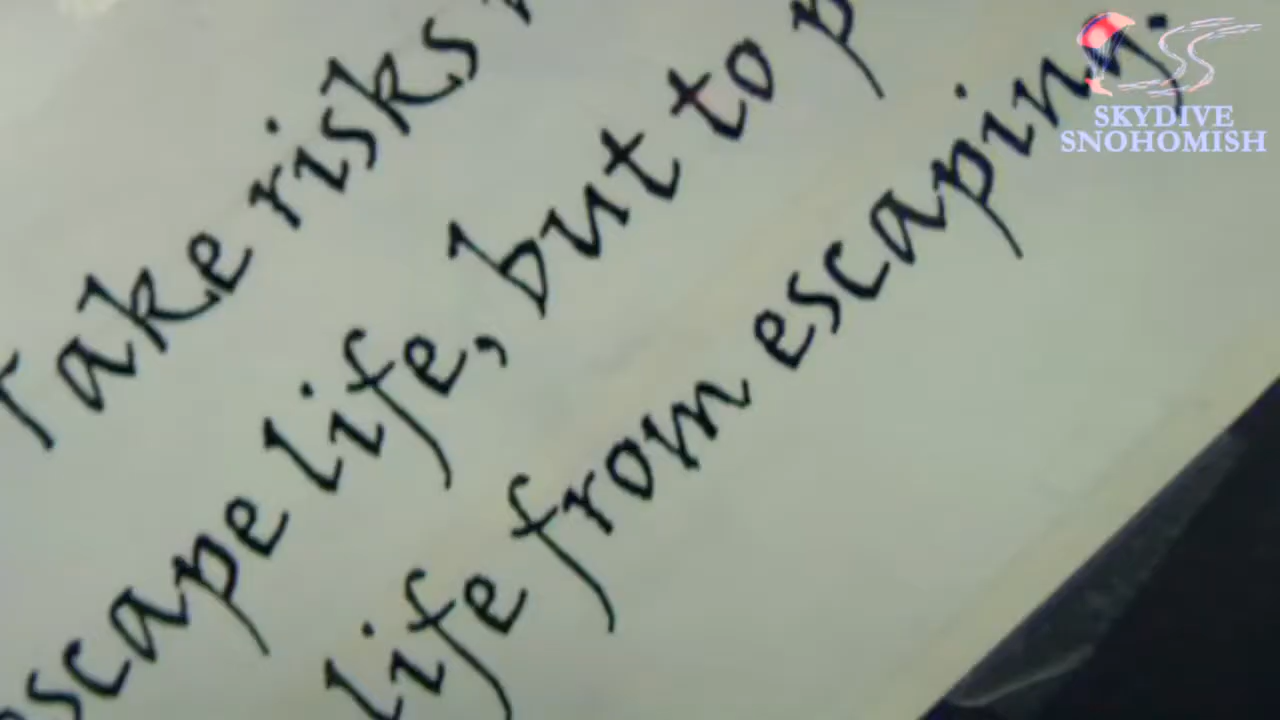 Take risks
escape life, but to p
life from escaping.
SKYDIVE
SNOHOMISH